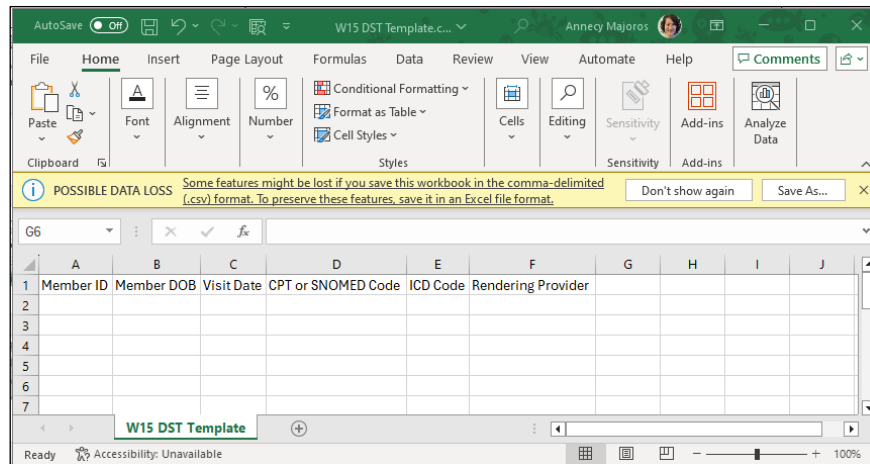 AutoSave Off W15 DST Template.c... Annecy Majoros
File Home Insert Page Layout Formulas Data Review View Automate Help Comments
Paste Font Alignment Number Conditional Formatting Format as Table Cell Styles Cells Editing Sensitivity Add-ins Analyze Data
Clipboard Styles Sensitivity Add-ins
POSSIBLE DATA LOSS Some features might be lost if you save this workbook in the comma-delimited (.csv) format. To preserve these features, save it in an Excel file format. Don't show again Save As...
G6 fx
A B C D E F G H I J
1 Member ID Member DOB Visit Date CPT or SNOMED Code ICD Code Rendering Provider
2
3
4
5
6
7
W15 DST Template
Ready Accessibility: Unavailable 100%